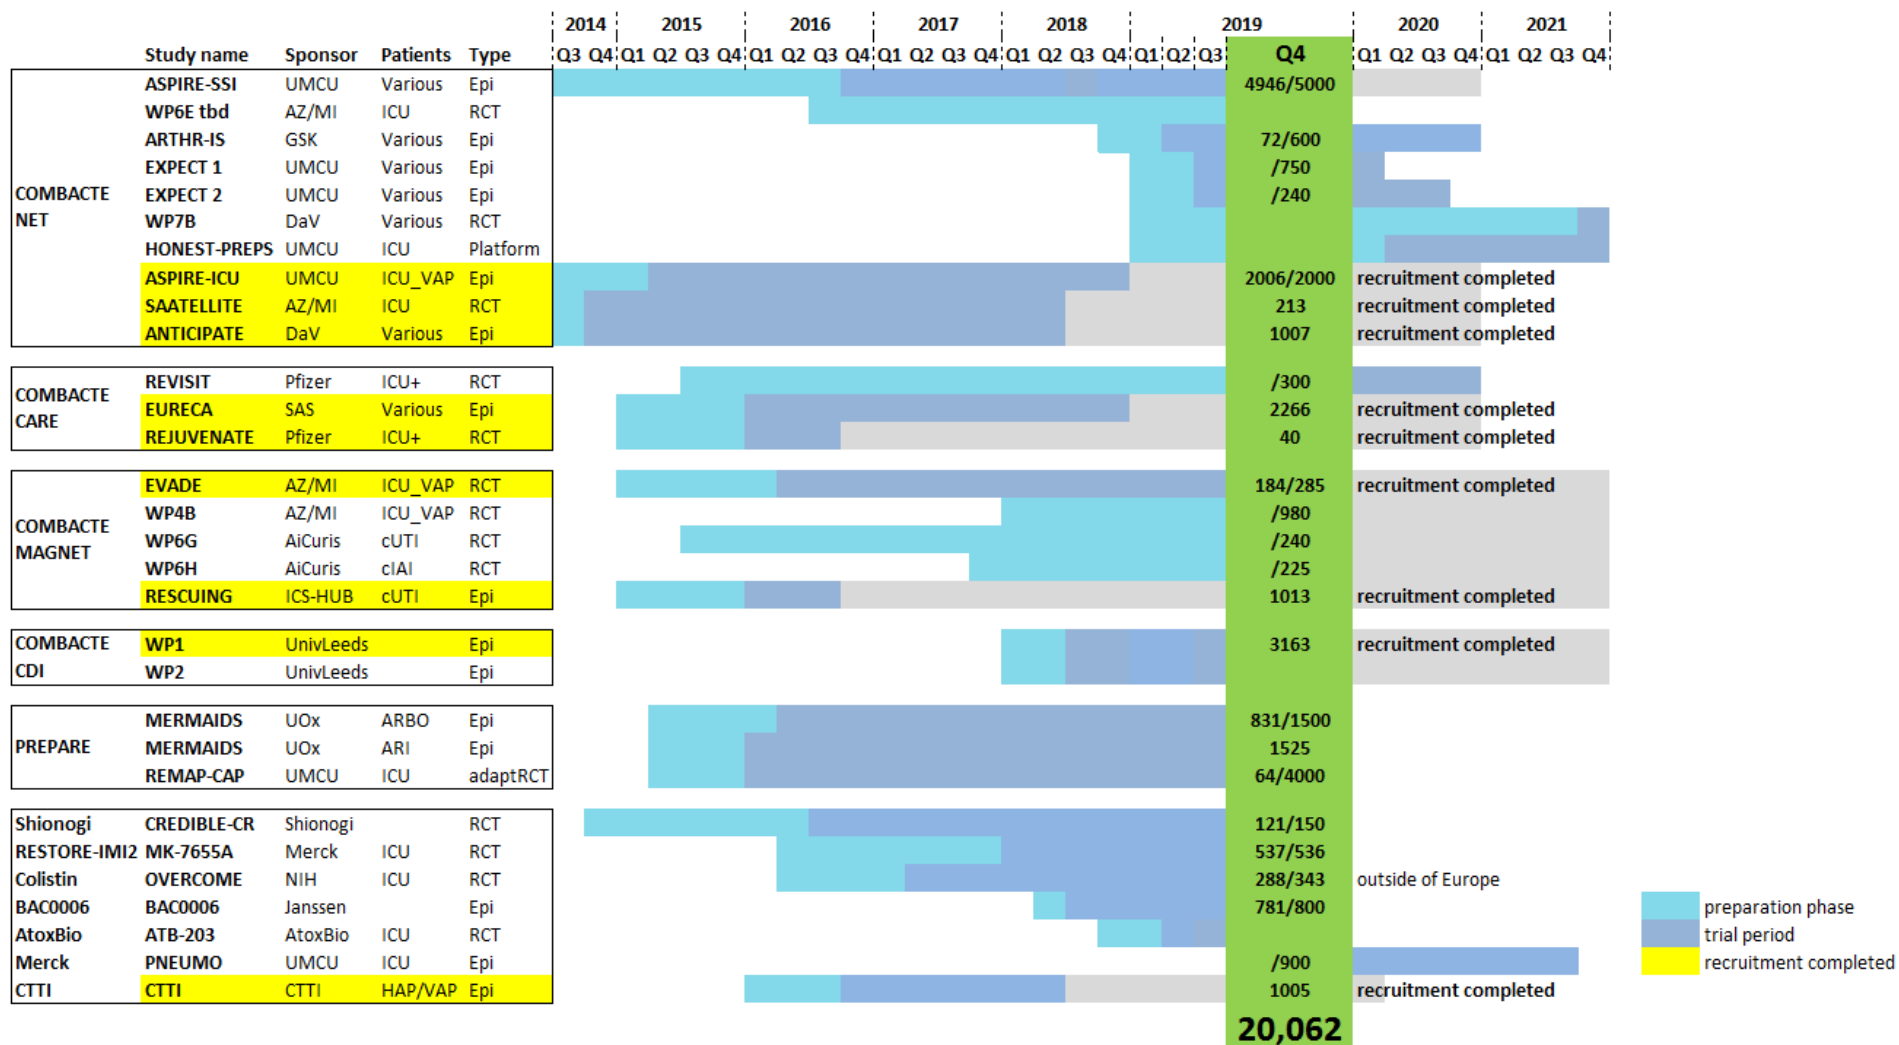 2014 2015 2016 2017 2018 2019 2020 2021
Study name Sponsor Patients Type Q3 Q4 Q1 Q2 Q3 Q4 Q1 Q2 Q3 Q4 Q1 Q2 Q3 Q4 Q1 Q2 Q3 Q4 Q1 Q2 Q3 Q4 Q1 Q2 Q3 Q4 Q1 Q2 Q3 Q4
ASPIRE-SSI UMCU Various Epi 4946/5000
WP6E tbd AZ/MI ICU RCT
ARTHR-IS GSK Various Epi 72/600
EXPECT 1 UMCU Various Epi /750
COMBACTE NET
EXPECT 2 UMCU Various Epi /240
WP7B DaV Various RCT
HONEST-PREPS UMCU ICU Platform
ASPIRE-ICU UMCU ICU_VAP Epi 2006/2000 recruitment completed
SAATELLITE AZ/MI ICU RCT 213 recruitment completed
ANTICIPATE DaV Various Epi 1007 recruitment completed
COMBACTE CARE
REVISIT Pfizer ICU+ RCT /300
EURECA SAS Various Epi 2266 recruitment completed
REJUVENATE Pfizer ICU+ RCT 40 recruitment completed
COMBACTE MAGNET
EVADE AZ/MI ICU_VAP RCT 184/285 recruitment completed
WP4B AZ/MI ICU_VAP RCT /980
WP6G AiCuris cUTI RCT /240
WP6H AiCuris cIAI RCT /225
RESCUING ICS-HUB cUTI Epi 1013 recruitment completed
COMBACTE CDI
WP1 UnivLeeds Epi 3163 recruitment completed
WP2 UnivLeeds Epi
PREPARE
MERMAIDS UOx ARBO Epi 831/1500
MERMAIDS UOx ARI Epi 1525
REMAP-CAP UMCU ICU adaptRCT 64/4000
Shionogi CREDIBLE-CR Shionogi RCT 121/150
RESTORE-IMI2 MK-7655A Merck ICU RCT 537/536
Colistin OVERCOME NIH ICU RCT 288/343 outside of Europe
BAC0006 BAC0006 Janssen Epi 781/800
AtoxBio ATB-203 AtoxBio ICU RCT
Merck PNEUMO UMCU ICU Epi /900
CTTI CTTI CTTI HAP/VAP Epi 1005 recruitment completed
20,062
preparation phase
trial period
recruitment completed